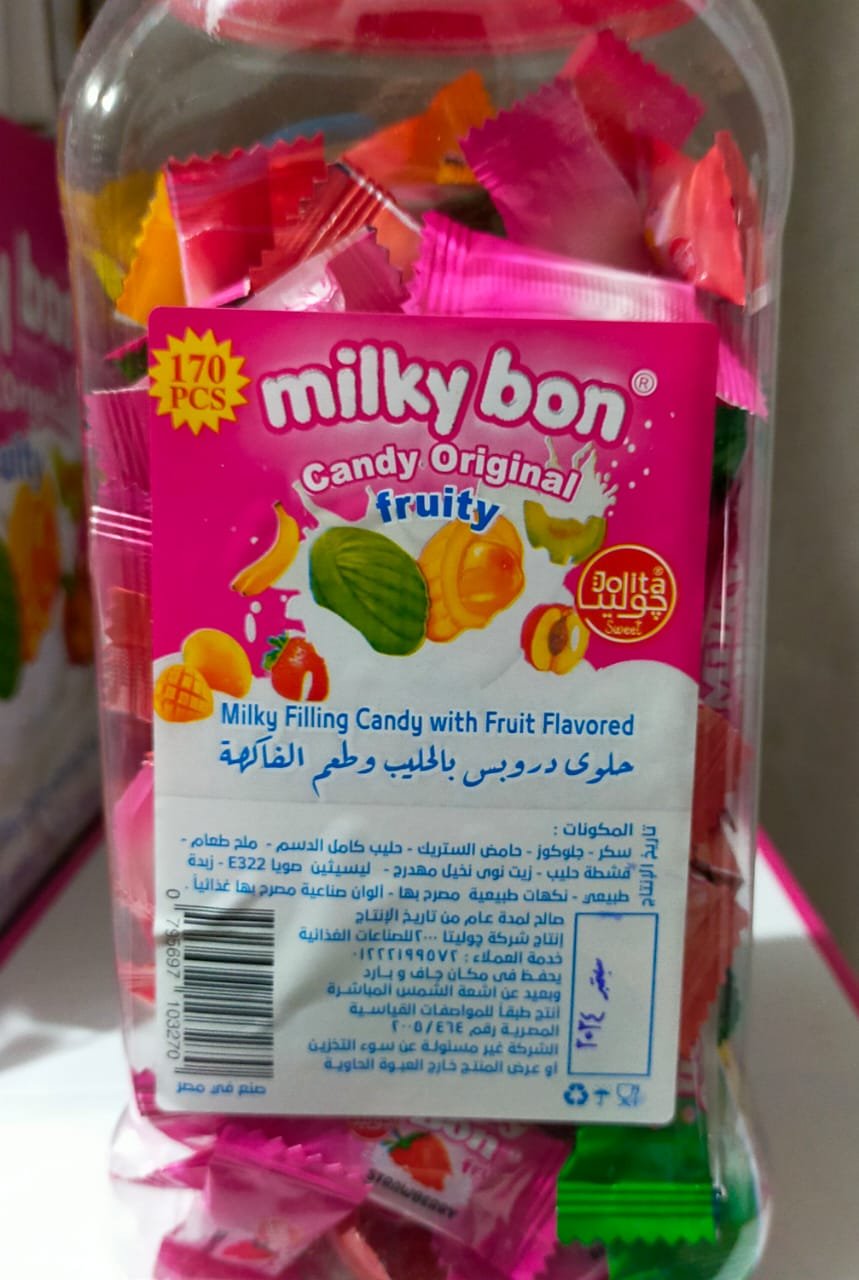 170
PCS
milky bon ®
Candy Original
fruity
Jolita ®
جوليتا
Sweet
Milky Filling Candy with Fruit Flavored
حلوى دروبس بالحليب وطعم الفاكهة
المكونات :
سكر - جلوكوز - حامض الستريك - حليب كامل الدسم - ملح طعام -
قشطة حليب - زيت نوى نخيل مهدرج - ليسيثين صويا E322 - زبدة
طبيعي - نكهات طبيعية مصرح بها - الوان صناعية مصرح بها غذائياً .
تاريخ الإنتاج
سبتمبر ٢٠٢٤
صالح لمدة عام من تاريخ الإنتاج
إنتاج شركة چوليتا ٢٠٠٠ للصناعات الغذائية
خدمة العملاء : ٠١٢٢٢١٩٩٥٧٢
يحفظ في مكان جاف و بارد
وبعيد عن اشعة الشمس المباشرة
أنتج طبقاً للمواصفات القياسية
المصرية رقم ٤٦٤ / ٢٠٠٥
الشركة غير مسئولة عن سوء التخزين
او عرض المنتج خارج العبوة الحاوية
0 795697 103270
صنع في مصر
STRAWBERRY